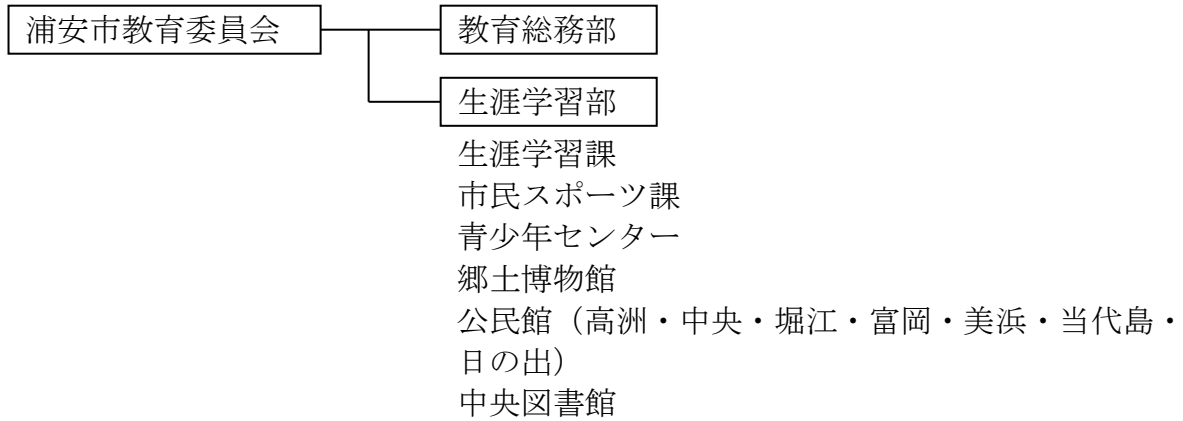 浦安市教育委員会
教育総務部
生涯学習部
生涯学習課
市民スポーツ課
青少年センター
郷土博物館
公民館（高洲・中央・堀江・富岡・美浜・当代島・
日の出）
中央図書館